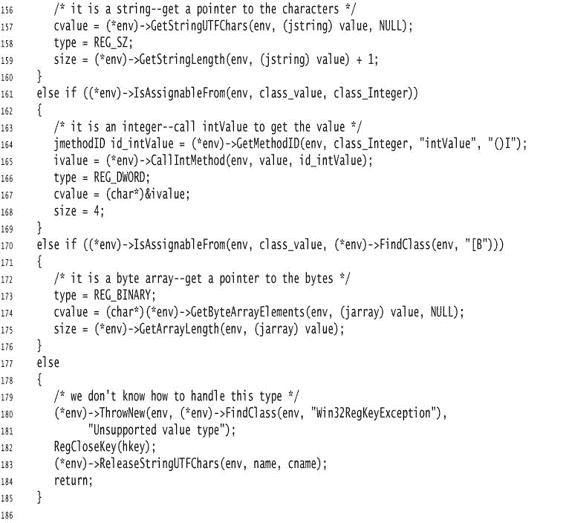 156 /* it is a string--get a pointer to the characters */
157 cvalue = (*env)->GetStringUTFChars(env, (jstring) value, NULL);
158 type = REG_SZ;
159 size = (*env)->GetStringLength(env, (jstring) value) + 1;
160 }
161 else if ((*env)->IsAssignableFrom(env, class_value, class_Integer))
162 {
163 /* it is an integer--call intValue to get the value */
164 jmethodID id_intValue = (*env)->GetMethodID(env, class_Integer, "intValue", "()I");
165 ivalue = (*env)->CallIntMethod(env, value, id_intValue);
166 type = REG_DWORD;
167 cvalue = (char*)&ivalue;
168 size = 4;
169 }
170 else if ((*env)->IsAssignableFrom(env, class_value, (*env)->FindClass(env, "[B")))
171 {
172 /* it is a byte array--get a pointer to the bytes */
173 type = REG_BINARY;
174 cvalue = (char*)(*env)->GetByteArrayElements(env, (jarray) value, NULL);
175 size = (*env)->GetArrayLength(env, (jarray) value);
176 }
177 else
178 {
179 /* we don't know how to handle this type */
180 (*env)->ThrowNew(env, (*env)->FindClass(env, "Win32RegKeyException"),
181 "Unsupported value type");
182 RegCloseKey(hkey);
183 (*env)->ReleaseStringUTFChars(env, name, cname);
184 return;
185 }
186